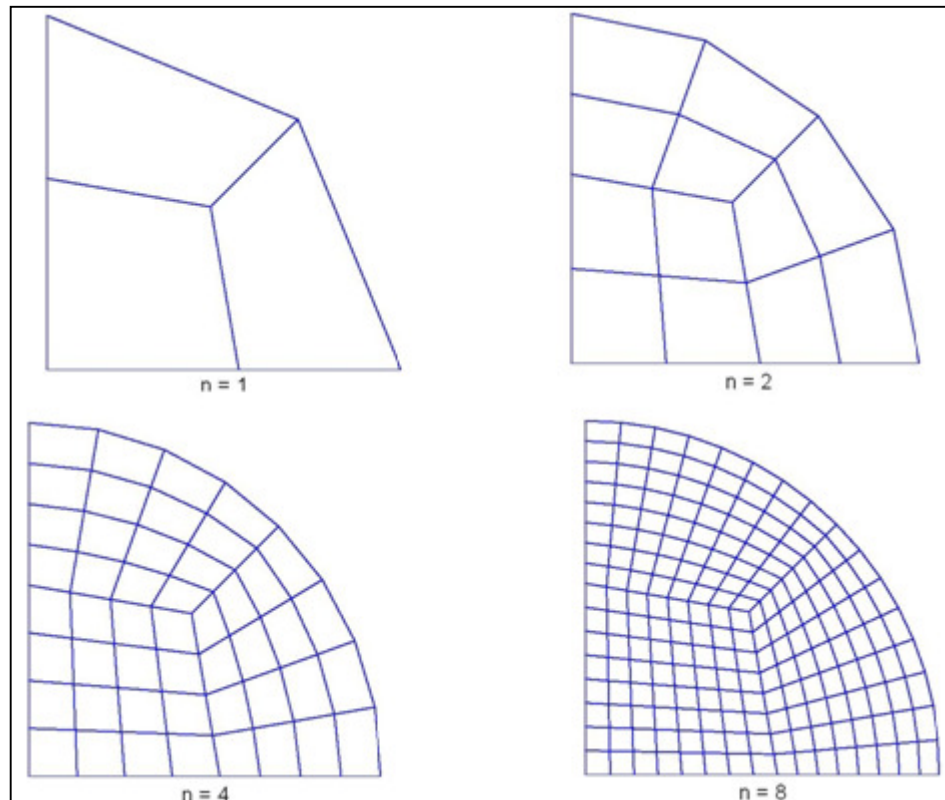 n = 1
n = 2
n = 4
n = 8